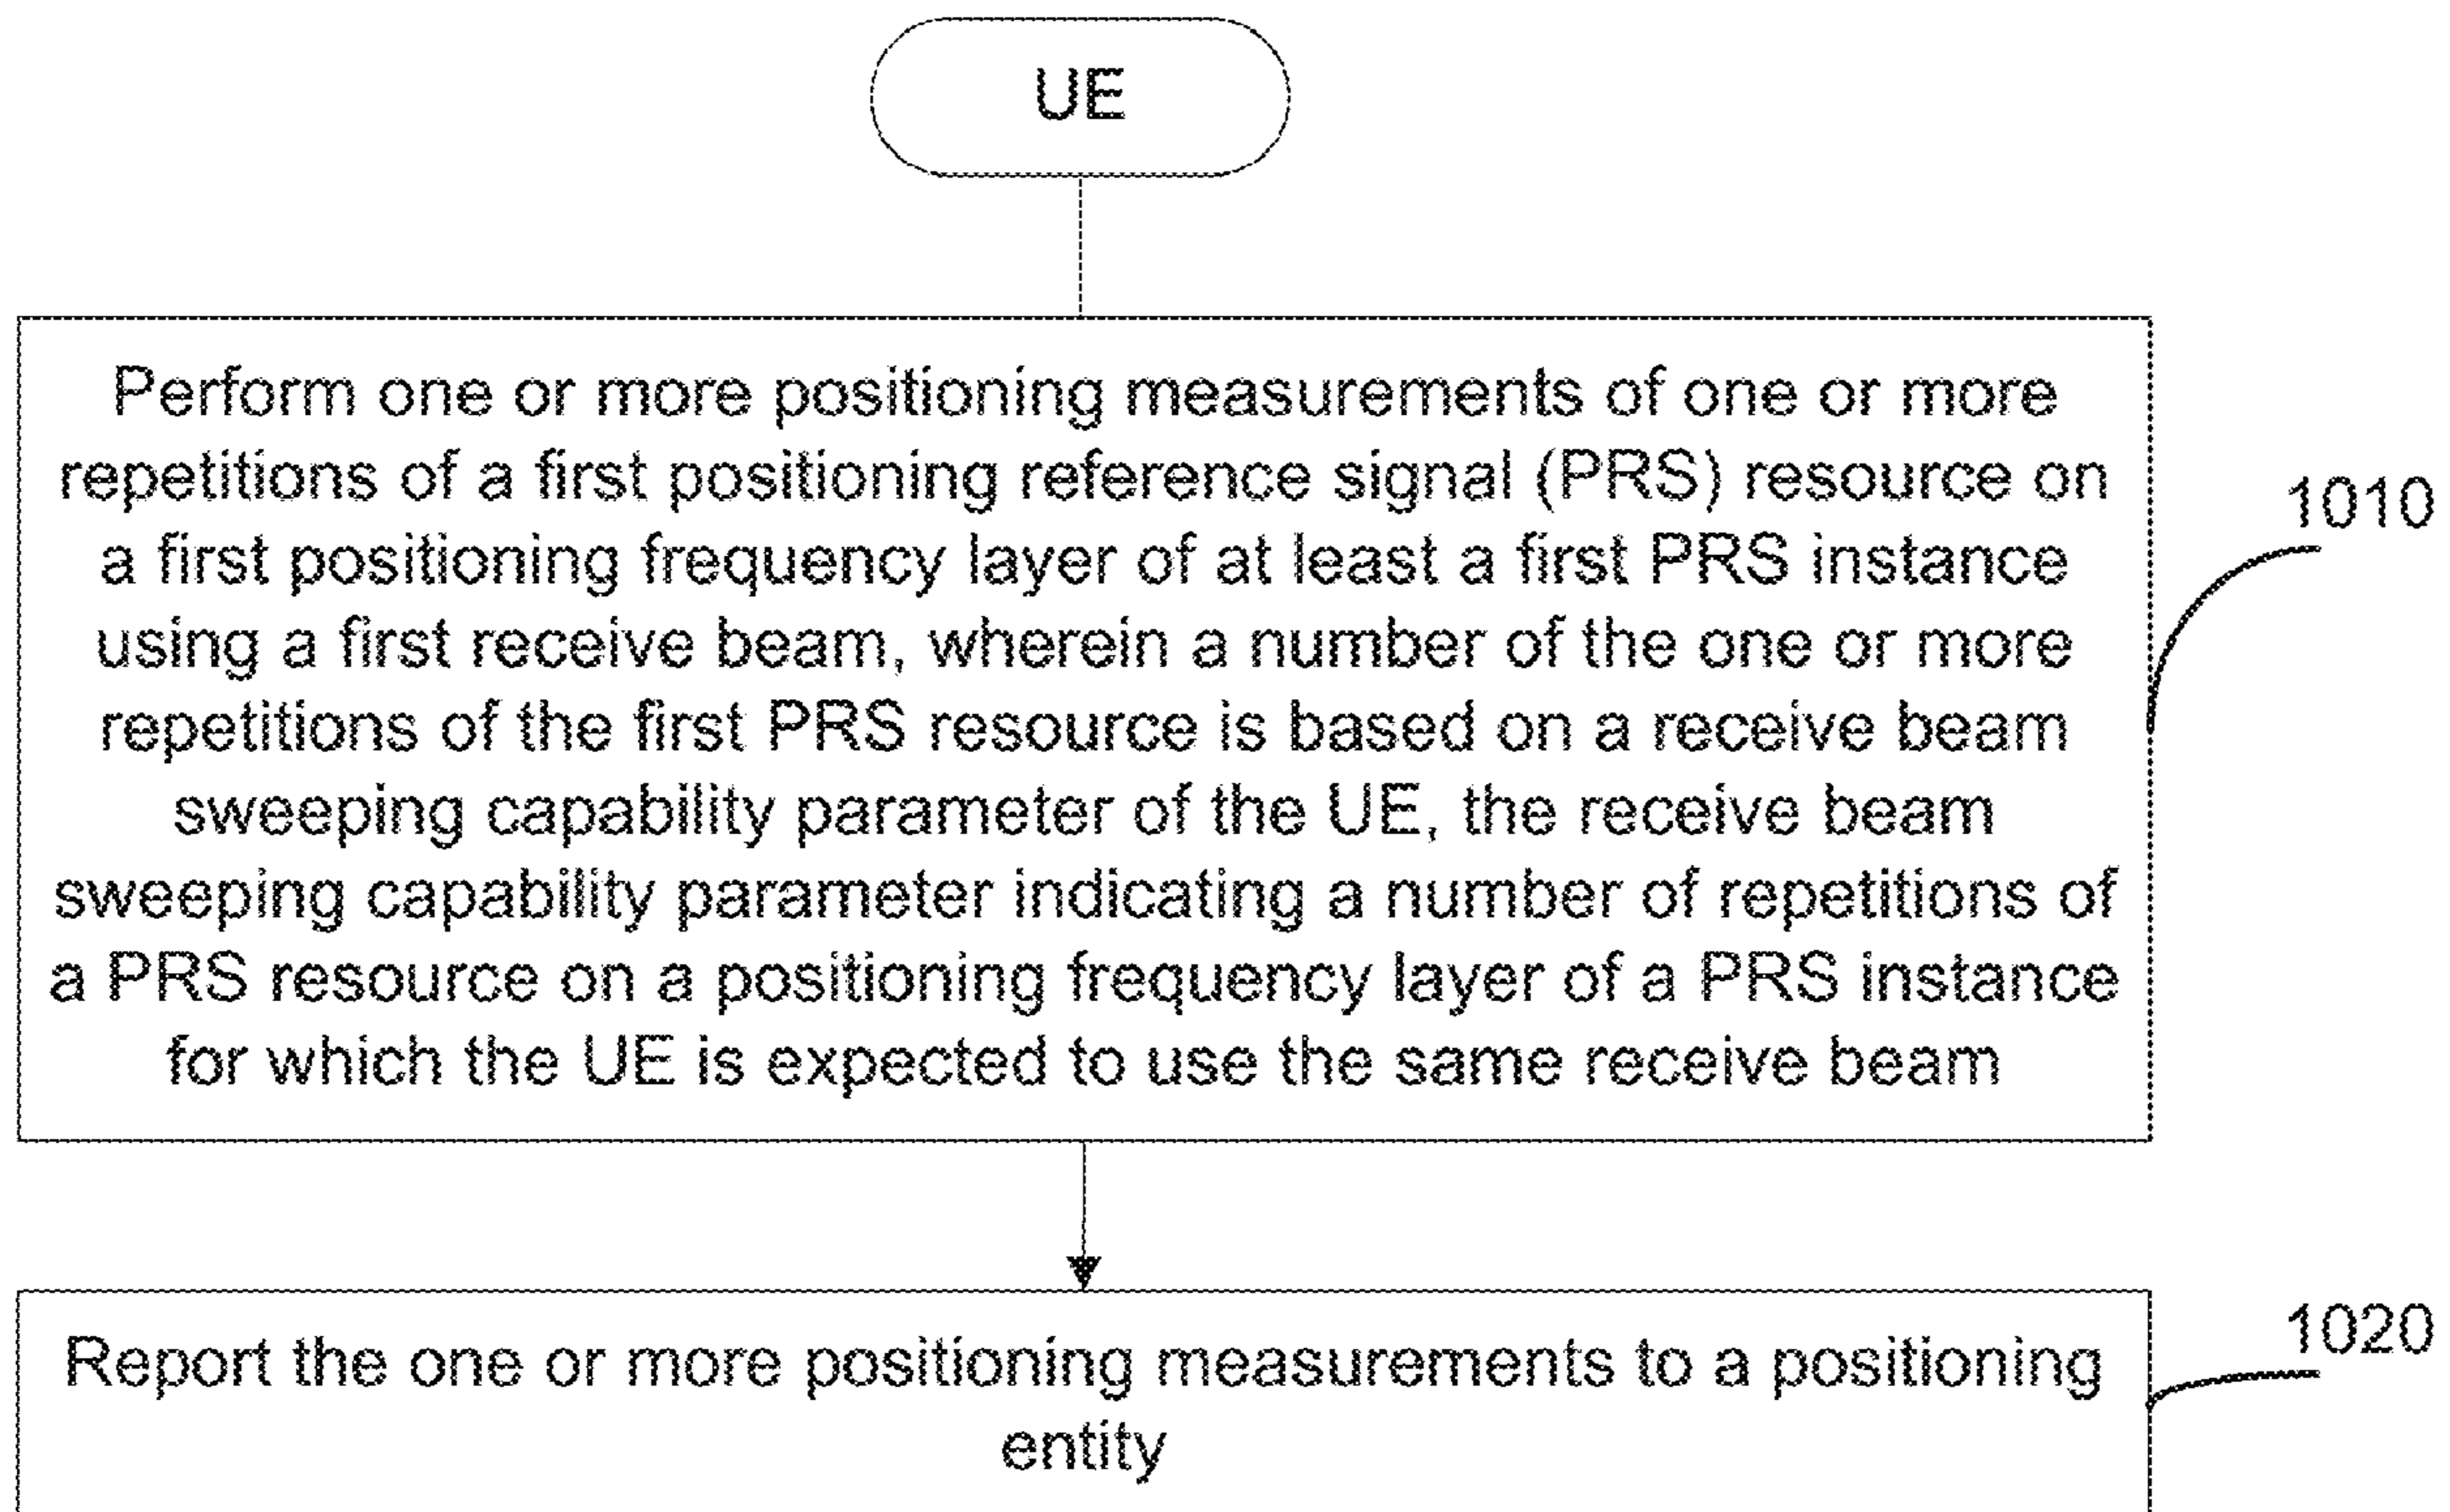 UE
Perform one or more positioning measurements of one or more
repetitions of a first positioning reference signal (PRS) resource on
a first positioning frequency layer of at least a first PRS instance
using a first receive beam, wherein a number of the one or more
repetitions of the first PRS resource is based on a receive beam
sweeping capability parameter of the UE, the receive beam
sweeping capability parameter indicating a number of repetitions of
a PRS resource on a positioning frequency layer of a PRS instance
for which the UE is expected to use the same receive beam
1010
Report the one or more positioning measurements to a positioning
entity
1020